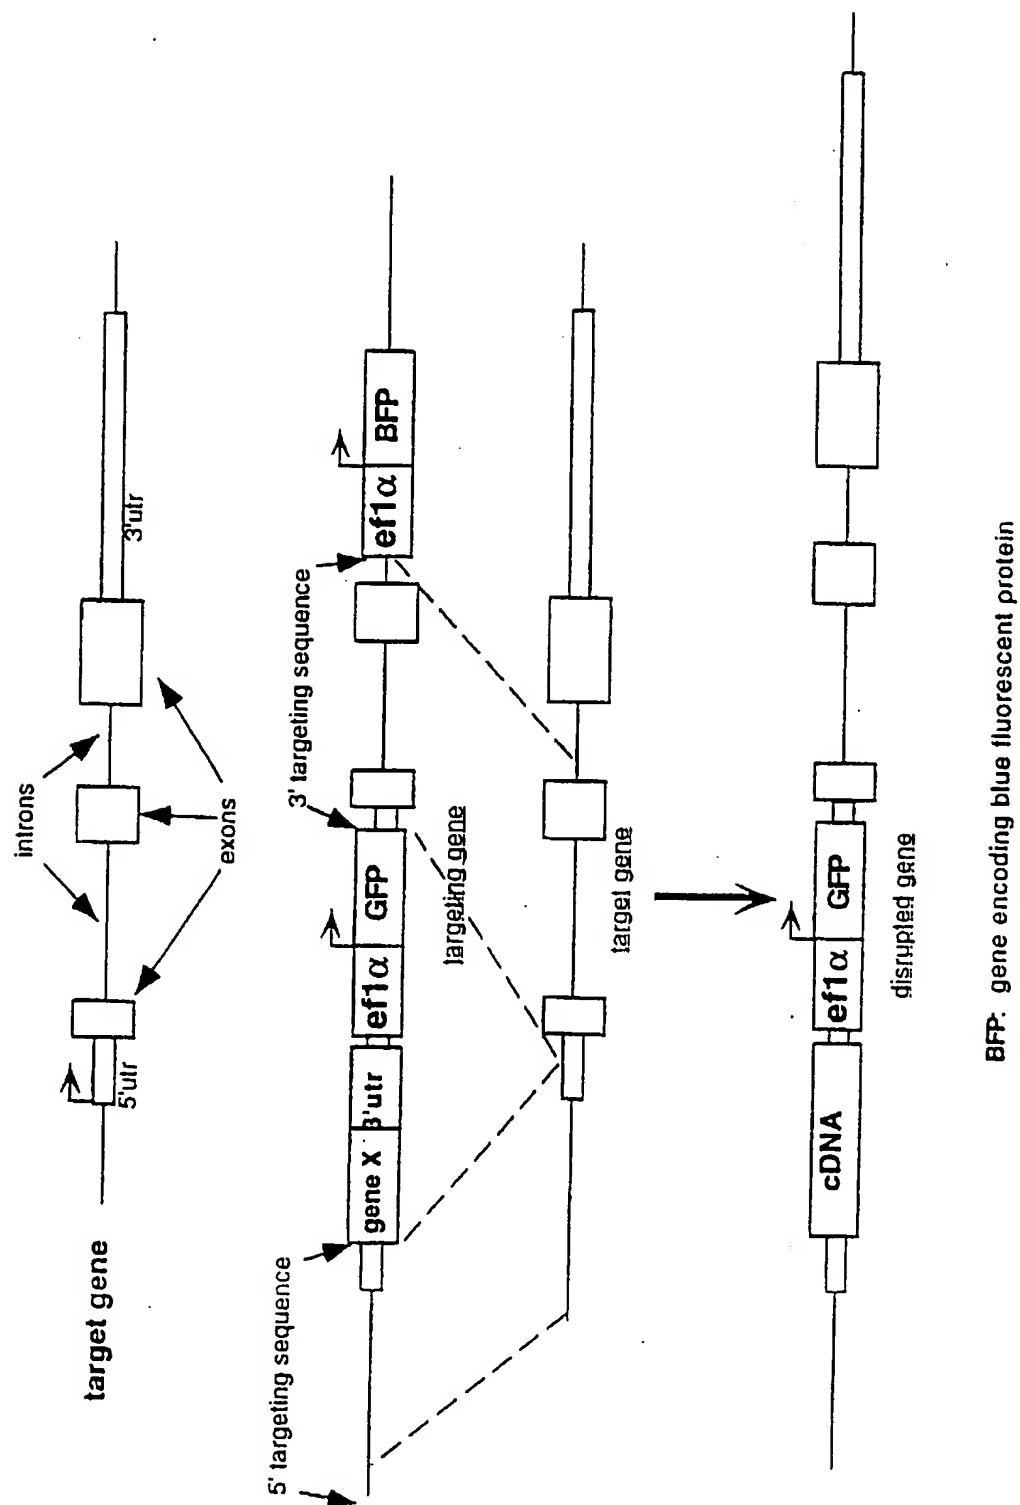 target gene
introns
5'utr
exons
3'utr
5' targeting sequence
3' targeting sequence
gene X
3'utr
ef1α
GFP
ef1α
BFP
targeting gene
target gene
cDNA
ef1α
GFP
disrupted gene
BFP: gene encoding blue fluorescent protein